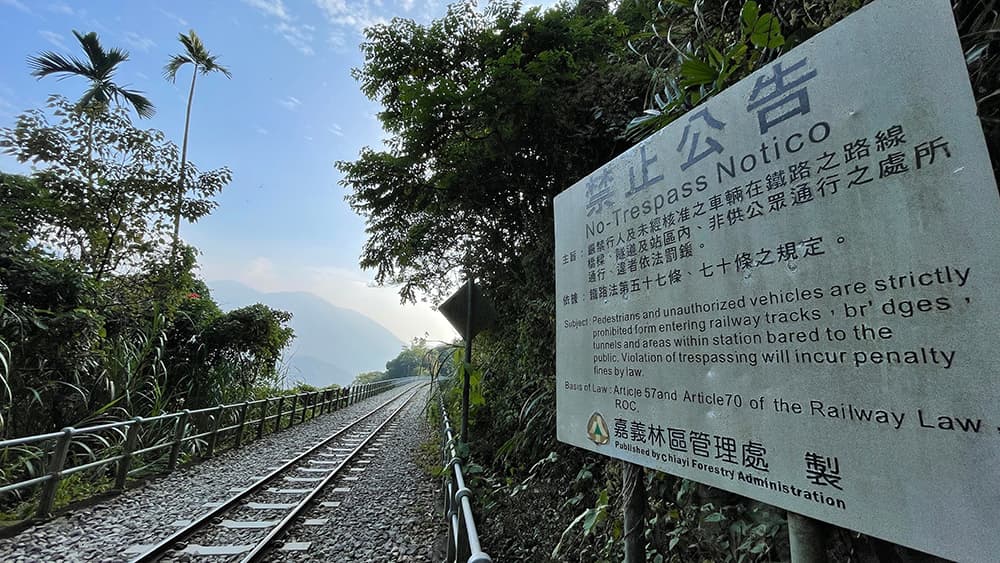 禁止公告
No-Trespass Notico
主旨：嚴禁行人及未經核准之車輛在鐵路之路線
橋樑、隧道及站區內、非供公眾通行之處所
通行、違者依法罰鍰。
依據：鐵路法第五十七條、七十條之規定。
Subject: Pedestrians and unauthorized vehicles are strictly
prohibited form entering railway tracks，br'dges，
tunnels and areas within station bared to the
public. Violation of trespassing will incur penalty
fines by law.
Basis of Law: Article 57and Article70 of the Railway Law.
ROC.
嘉義林區管理處 製
Published by Chiayi Forestry Administration